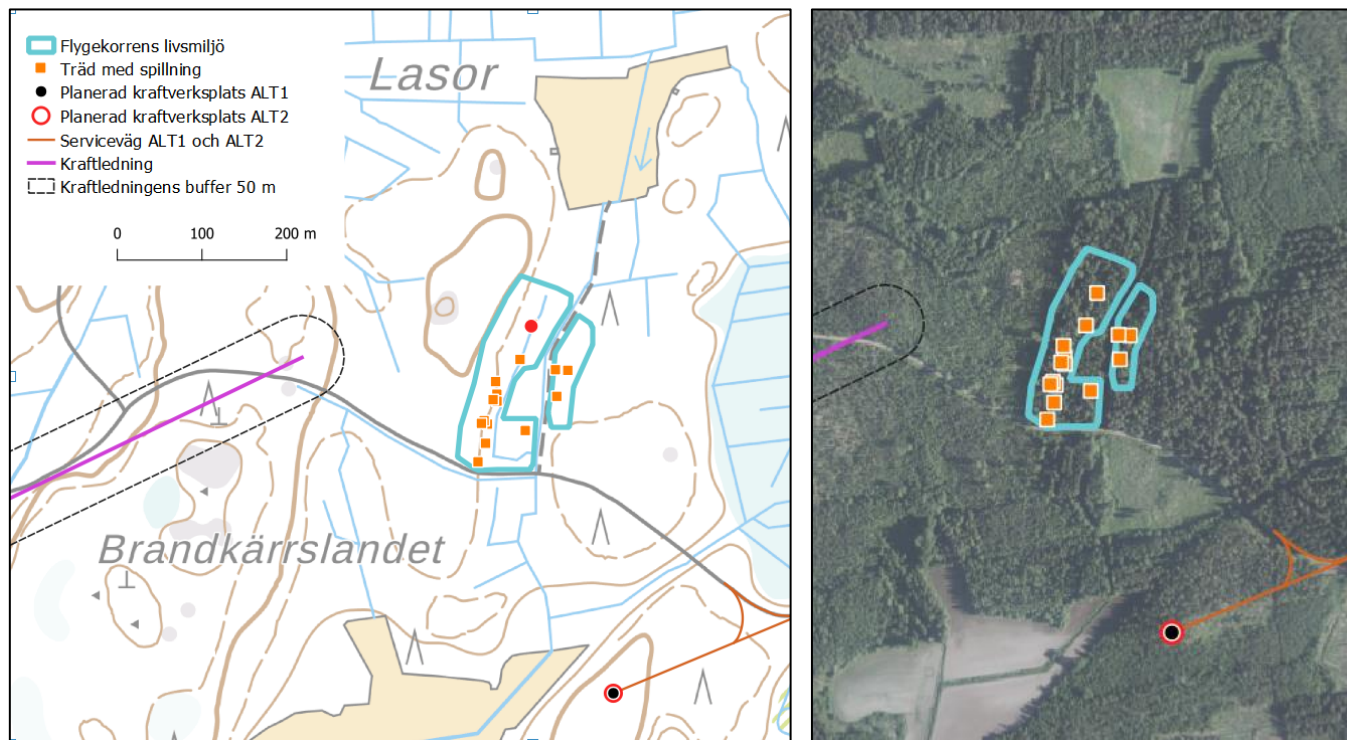 Flygekorrens livsmiljö
Träd med spillning
Planerad kraftverksplats ALT1
Planerad kraftverksplats ALT2
Serviceväg ALT1 och ALT2
Kraftledning
Kraftledningens buffer 50 m
0 100 200 m
Lasor
Brandkärrslandet